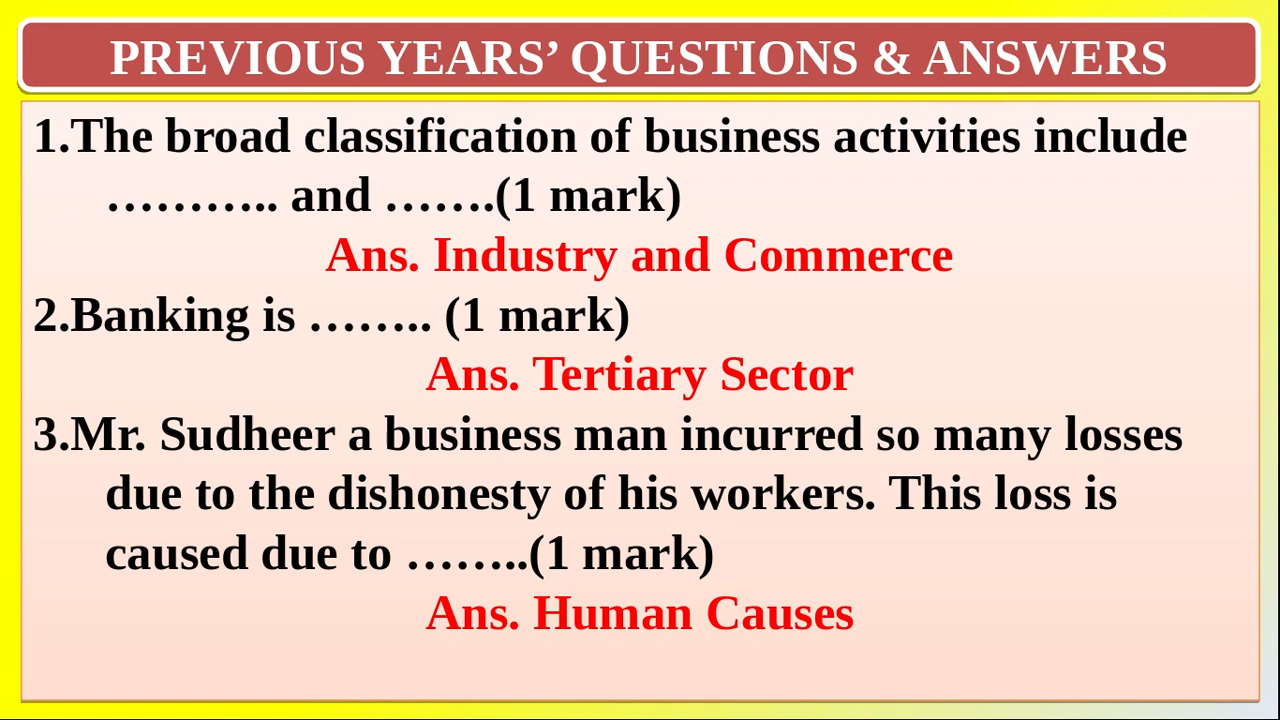 PREVIOUS YEARS’ QUESTIONS & ANSWERS
1.The broad classification of business activities include
……….. and …….(1 mark)
Ans. Industry and Commerce
2.Banking is …….. (1 mark)
Ans. Tertiary Sector
3.Mr. Sudheer a business man incurred so many losses
due to the dishonesty of his workers. This loss is
caused due to ……..(1 mark)
Ans. Human Causes